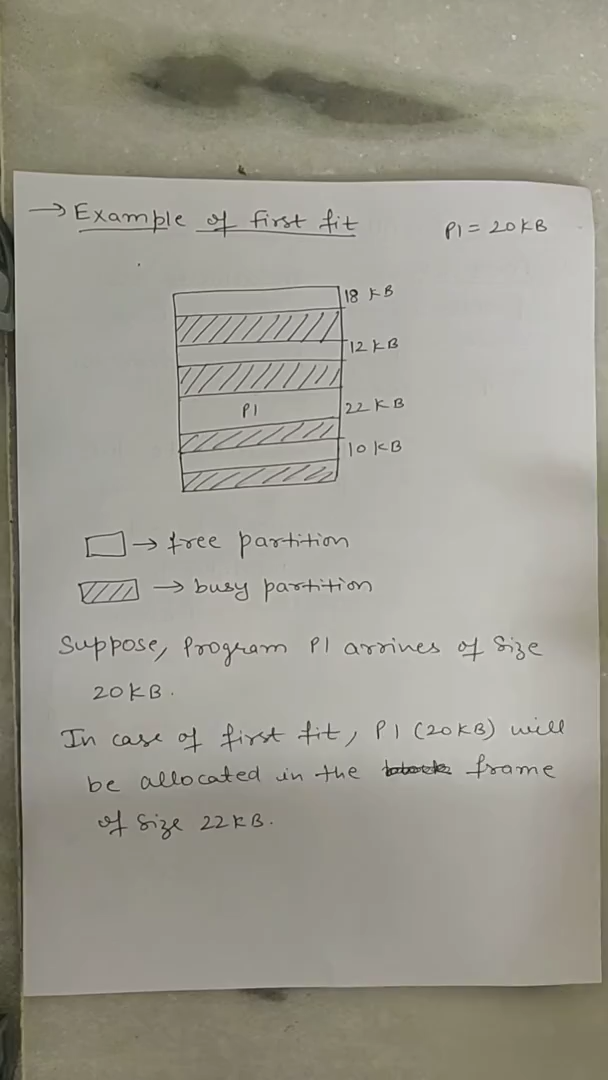 → Example of first fit
P1 = 20KB
18 KB
12 KB
P1
22 KB
10 KB
→ free partition
→ busy partition
Suppose, Program P1 arrives of size
20KB.
In case of first fit, P1 (20KB) will
be allocated in the frame
of size 22KB.